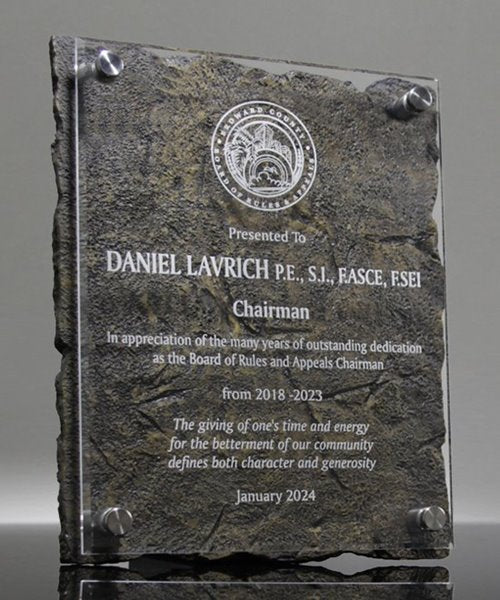 BROWARD COUNTY
BOARD OF RULES & APPEALS
Presented To
DANIEL LAVRICH P.E., S.I., F.ASCE, F.SEI
Chairman
In appreciation of the many years of outstanding dedication
as the Board of Rules and Appeals Chairman
from 2018 -2023
The giving of one's time and energy
for the betterment of our community
defines both character and generosity
January 2024